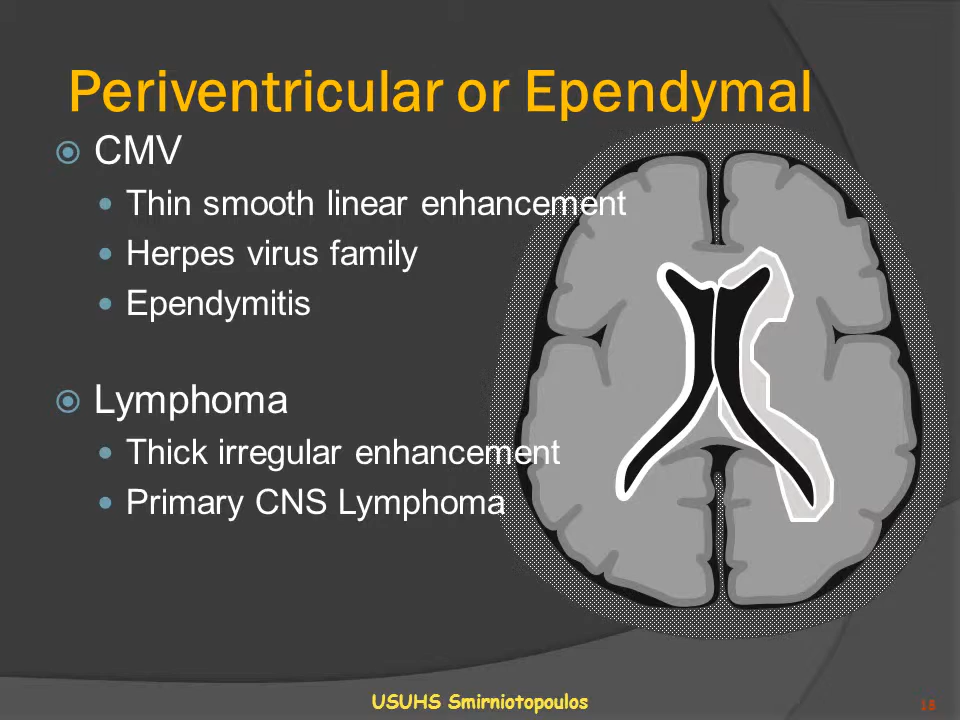 Periventricular or Ependymal
CMV
Thin smooth linear enhancement
Herpes virus family
Ependymitis
Lymphoma
Thick irregular enhancement
Primary CNS Lymphoma
USUHS Smirniotopoulos